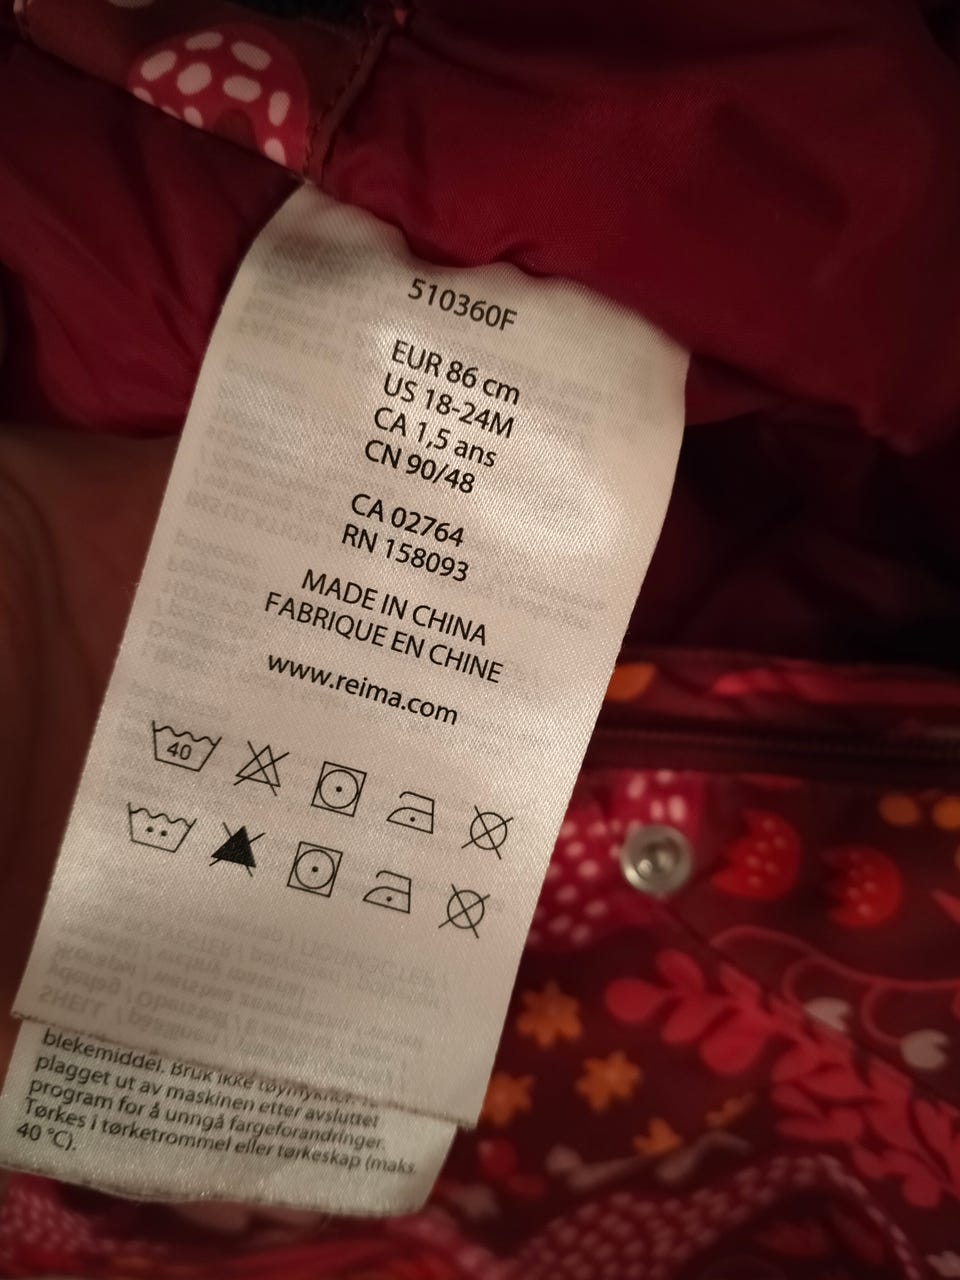 510360F
EUR 86 cm
US 18-24M
CA 1,5 ans
CN 90/48
CA 02764
RN 158093
MADE IN CHINA
FABRIQUE EN CHINE
www.reima.com
40
blekemiddel. Bruk ikke tøymykner. Ta
plagget ut av maskinen etter avsluttet
program for å unngå fargeforandringer.
Tørkes i tørketrommel eller tørkeskap (maks.
40 °C).